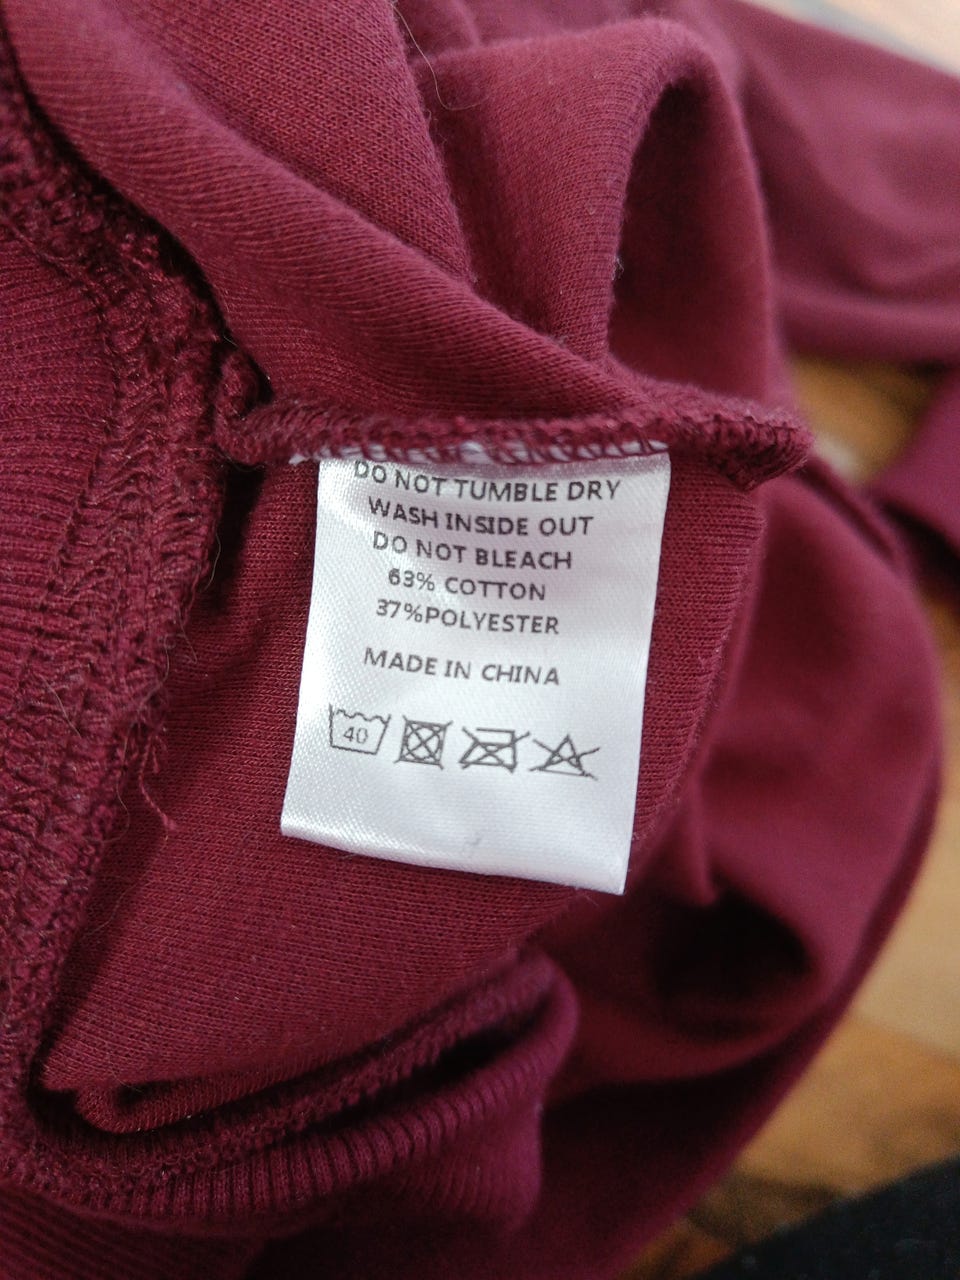 DO NOT TUMBLE DRY
WASH INSIDE OUT
DO NOT BLEACH
63% COTTON
37%POLYESTER
MADE IN CHINA
40